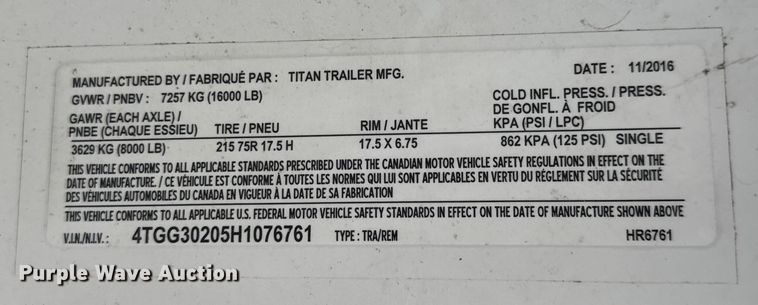 MANUFACTURED BY / FABRIQUÉ PAR : TITAN TRAILER MFG. DATE : 11/2016
GVWR / PNBV : 7257 KG (16000 LB)
GAWR (EACH AXLE) /
PNBE (CHAQUE ESSIEU) TIRE / PNEU RIM / JANTE
COLD INFL. PRESS. / PRESS.
DE GONFL. À FROID
KPA (PSI / LPC)
3629 KG (8000 LB) 215 75R 17.5 H 17.5 X 6.75 862 KPA (125 PSI) SINGLE
THIS VEHICLE CONFORMS TO ALL APPLICABLE STANDARDS PRESCRIBED UNDER THE CANADIAN MOTOR VEHICLE SAFETY REGULATIONS IN EFFECT ON THE
DATE OF MANUFACTURE. / CE VÉHICULE EST CONFORME À TOUTES LES NORMES QUI LUI SONT APPLICABLES EN VERTU DU RÉGLEMENT SUR LA SÉCURITÉ
DES VÉHICULES AUTOMOBILES DU CANADA EN VIGUEUR À LA DATE DE SA FABRICATION
THIS VEHICLE CONFORMS TO ALL APPLICABLE U.S. FEDERAL MOTOR VEHICLE SAFETY STANDARDS IN EFFECT ON THE DATE OF MANUFACTURE SHOWN ABOVE
V.I.N./N.I.V. : 4TGG30205H1076761 TYPE : TRA/REM HR6761
Purple Wave Auction